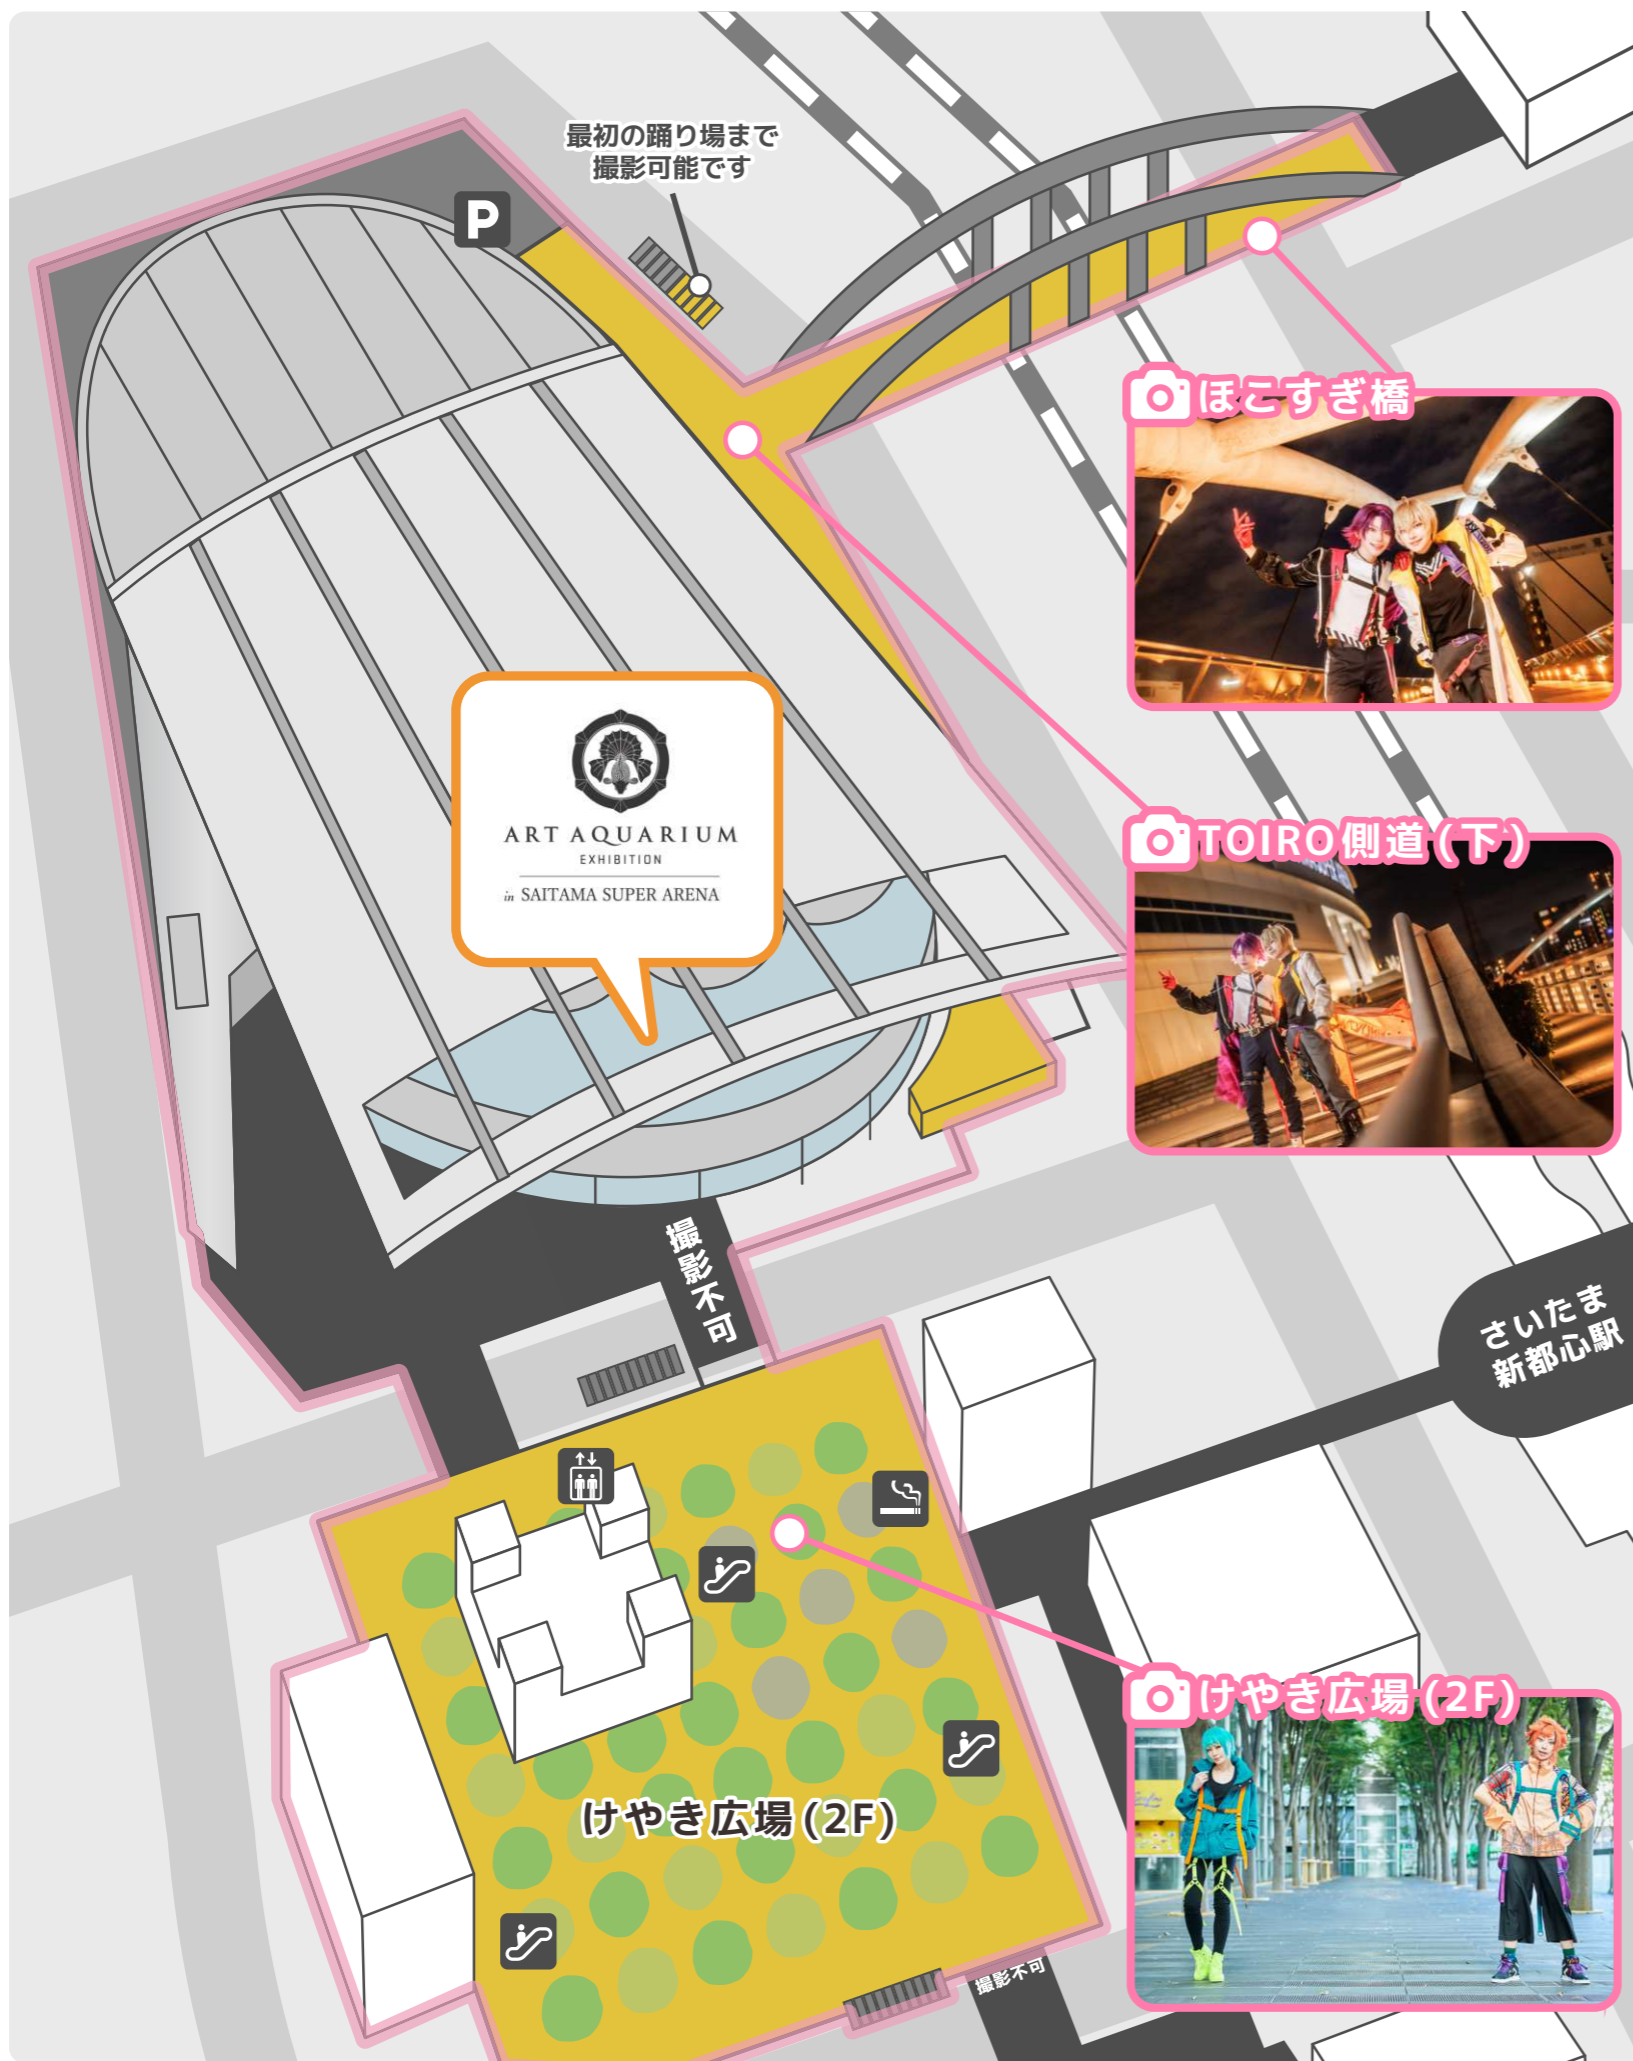 最初の踊り場まで
撮影可能です
P
ほこすぎ橋
ART AQUARIUM
EXHIBITION
in SAITAMA SUPER ARENA
TOIRO側道(下)
撮影不可
さいたま
新都心駅
けやき広場(2F)
けやき広場(2F)
撮影不可